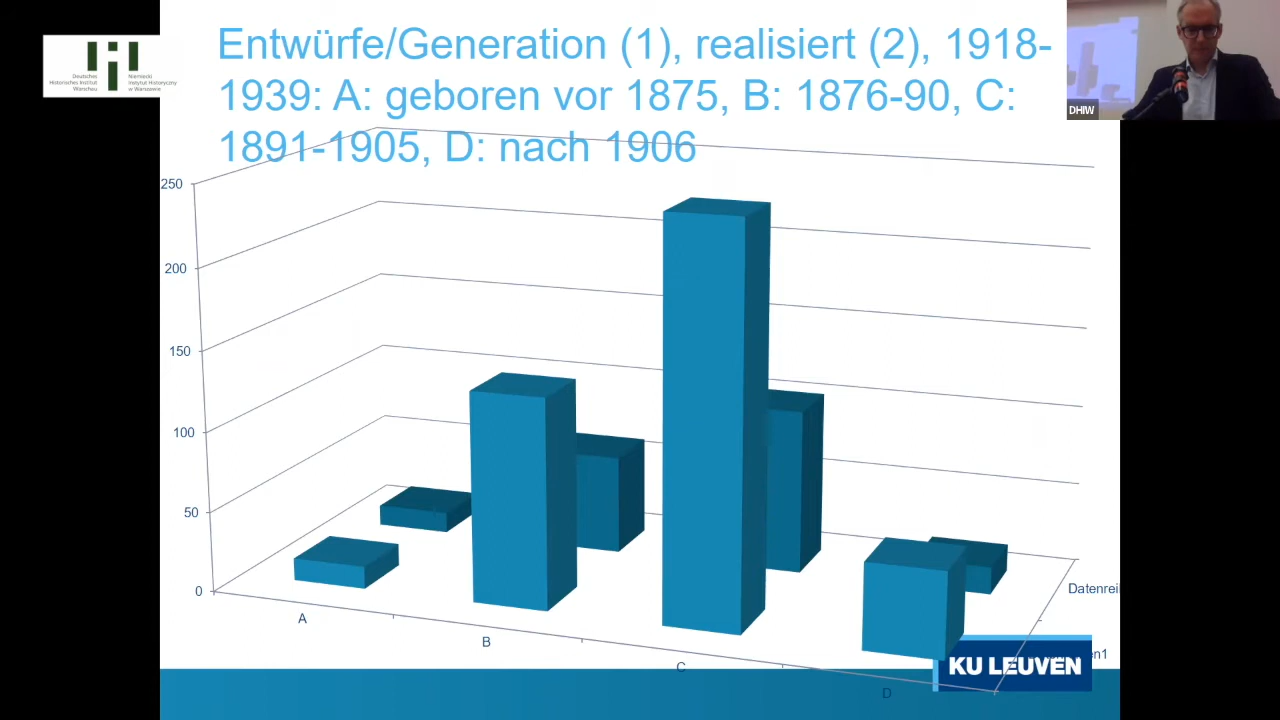 Entwürfe/Generation (1), realisiert (2), 1918-
1939: A: geboren vor 1875, B: 1876-90, C:
1891-1905, D: nach 1906
Deutsches
Historisches Institut
Warschau
Niemiecki
Instytut Historyczny
w Warszawie
DHIW
250
200
150
100
50
0
A
B
C
D
Datenrei
en1
KU LEUVEN